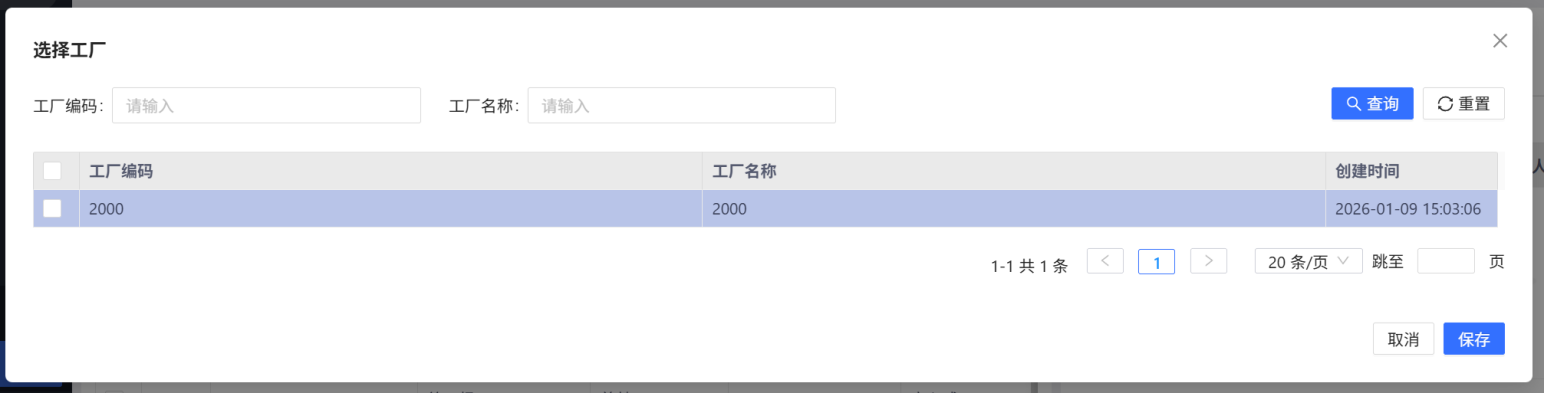 选择工厂
工厂编码: 请输入 工厂名称: 请输入 查询 重置
工厂编码 工厂名称 创建时间
2000 2000 2026-01-09 15:03:06
1-1 共 1 条 1 20 条/页 跳至 页
取消 保存